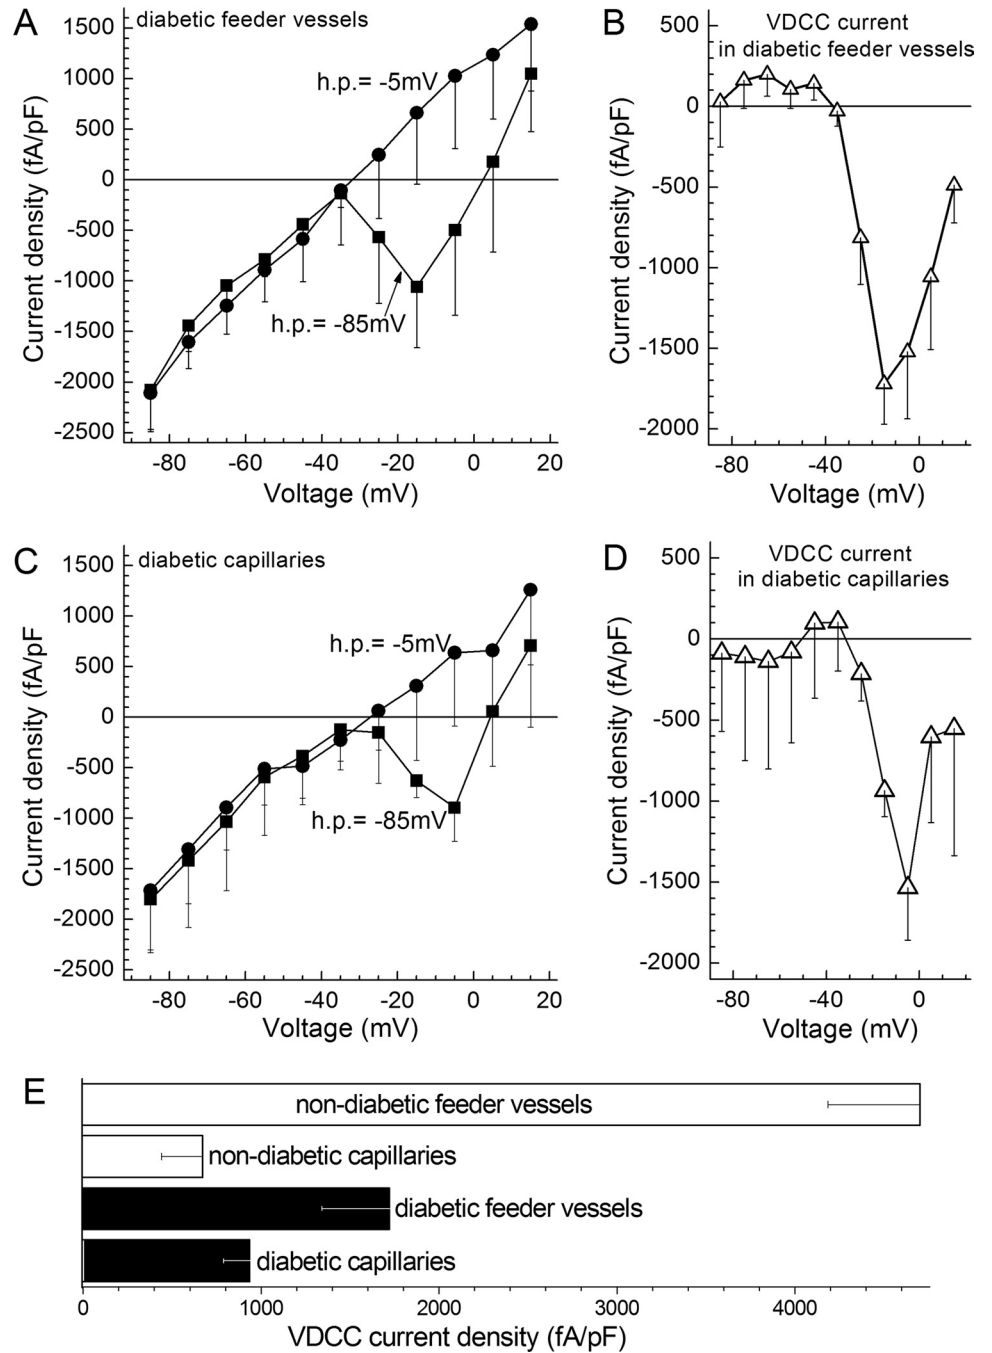 A
diabetic feeder vessels
1500
1000
500
0
-500
-1000
-1500
-2000
-2500
Current density (fA/pF)
h.p.= -5mV
h.p.= -85mV
-80 -60 -40 -20 0 20
Voltage (mV)
B
VDCC current
in diabetic feeder vessels
500
0
-500
-1000
-1500
-2000
Current density (fA/pF)
-80 -40 0
Voltage (mV)
C
diabetic capillaries
1500
1000
500
0
-500
-1000
-1500
-2000
-2500
Current density (fA/pF
h.p.= -5mV
h.p.= -85mV
-80 -60 -40 -20 0 20
Voltage (mV)
D
VDCC current
in diabetic capillaries
500
0
-500
-1000
-1500
-2000
Current density (fA/pF)
-80 -40 0
Voltage (mV)
E
non-diabetic feeder vessels
non-diabetic capillaries
diabetic feeder vessels
diabetic capillaries
0 1000 2000 3000 4000
VDCC current density (fA/pF)